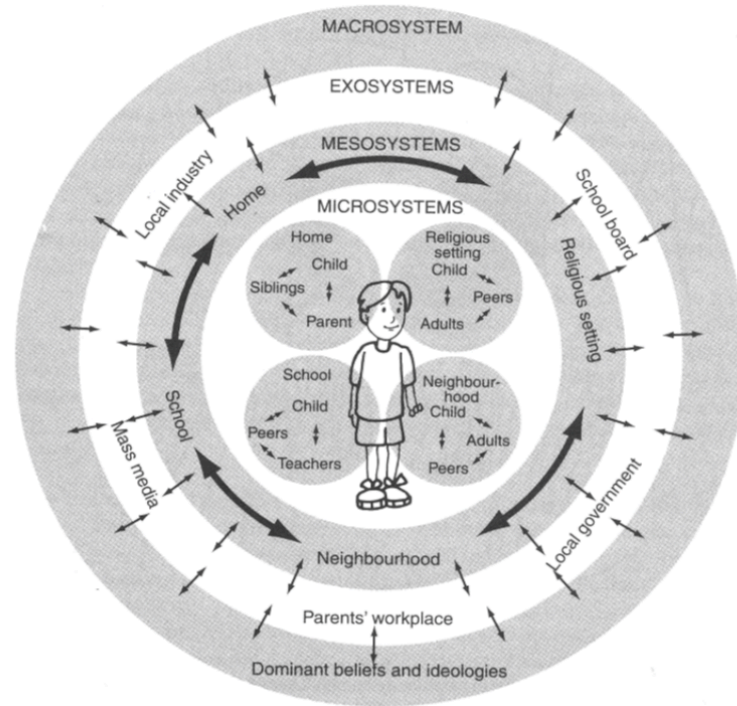 MACROSYSTEM
EXOSYSTEMS
MESOSYSTEMS
MICROSYSTEMS
Local industry
Home
School board
Religious setting
School
Mass media
Neighbourhood
Local government
Parents' workplace
Dominant beliefs and ideologies
Home
Child
Siblings
Parent
Religious
setting
Child
Peers
Adults
School
Child
Peers
Teachers
Neighbour-
hood
Child
Adults
Peers